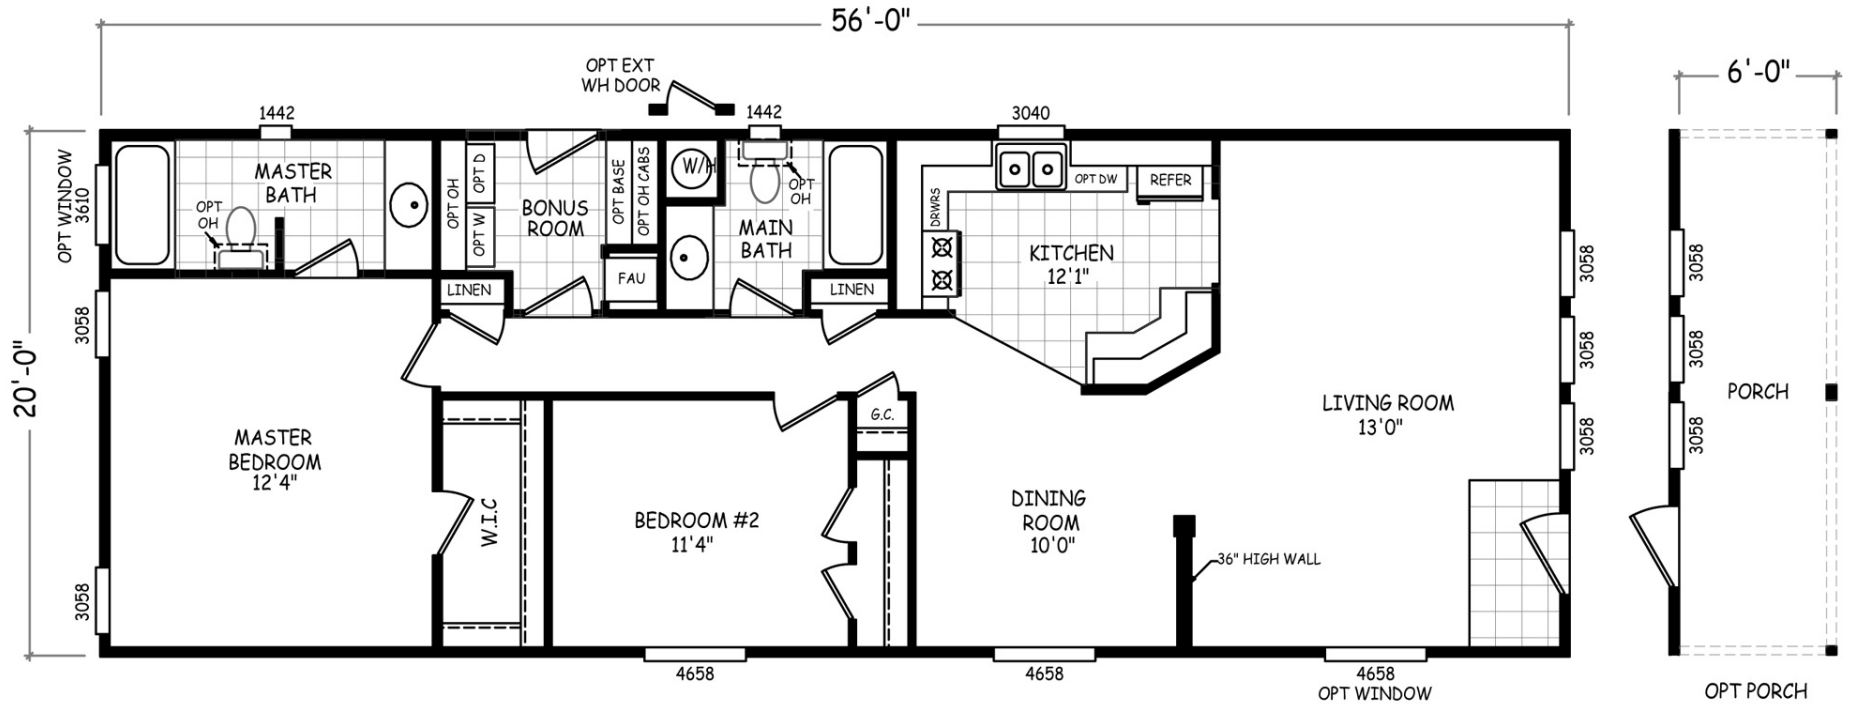 56'-0"
6'-0"
OPT EXT
WH DOOR
1442
1442
3040
OPT WINDOW
3610
MASTER
BATH
OPT
OH
OPT OH
OPT D
OPT W
BONUS
ROOM
OPT BASE
OPT OH CABS
W/H
OPT
OH
MAIN
BATH
DRWRS
OPT DW
REFER
KITCHEN
12'1"
FAU
LINEN
LINEN
3058
3058
3058
3058
3058
3058
3058
3058
20'-0"
MASTER
BEDROOM
12'4"
W.I.C
BEDROOM #2
11'4"
G.C.
DINING
ROOM
10'0"
LIVING ROOM
13'0"
36" HIGH WALL
PORCH
4658
4658
4658
OPT WINDOW
OPT PORCH